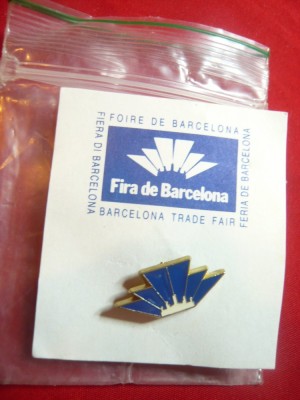 FOIRE DE BARCELONA
FIERA DI BARCELONA
Fira de Barcelona
FERIA DE BARCELONA
BARCELONA TRADE FAIR